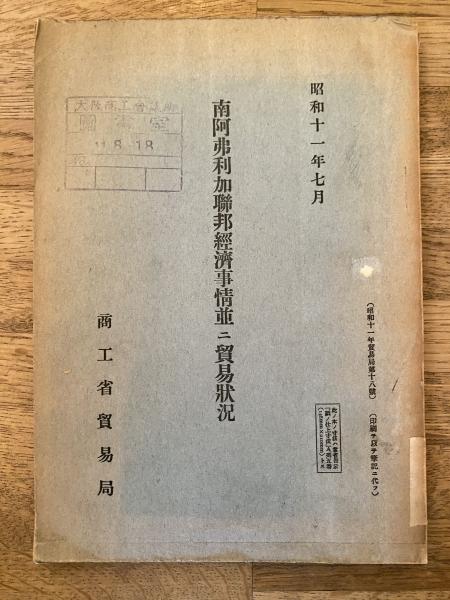 昭和十一年七月
(昭和十一年貿易局第十八號)
(印刷ヲ以テ筆記ニ代フ)
南阿弗利加聯邦經濟事情並ニ貿易狀況
商工省貿易局
大阪商工會議所
圖書室
11.8.18